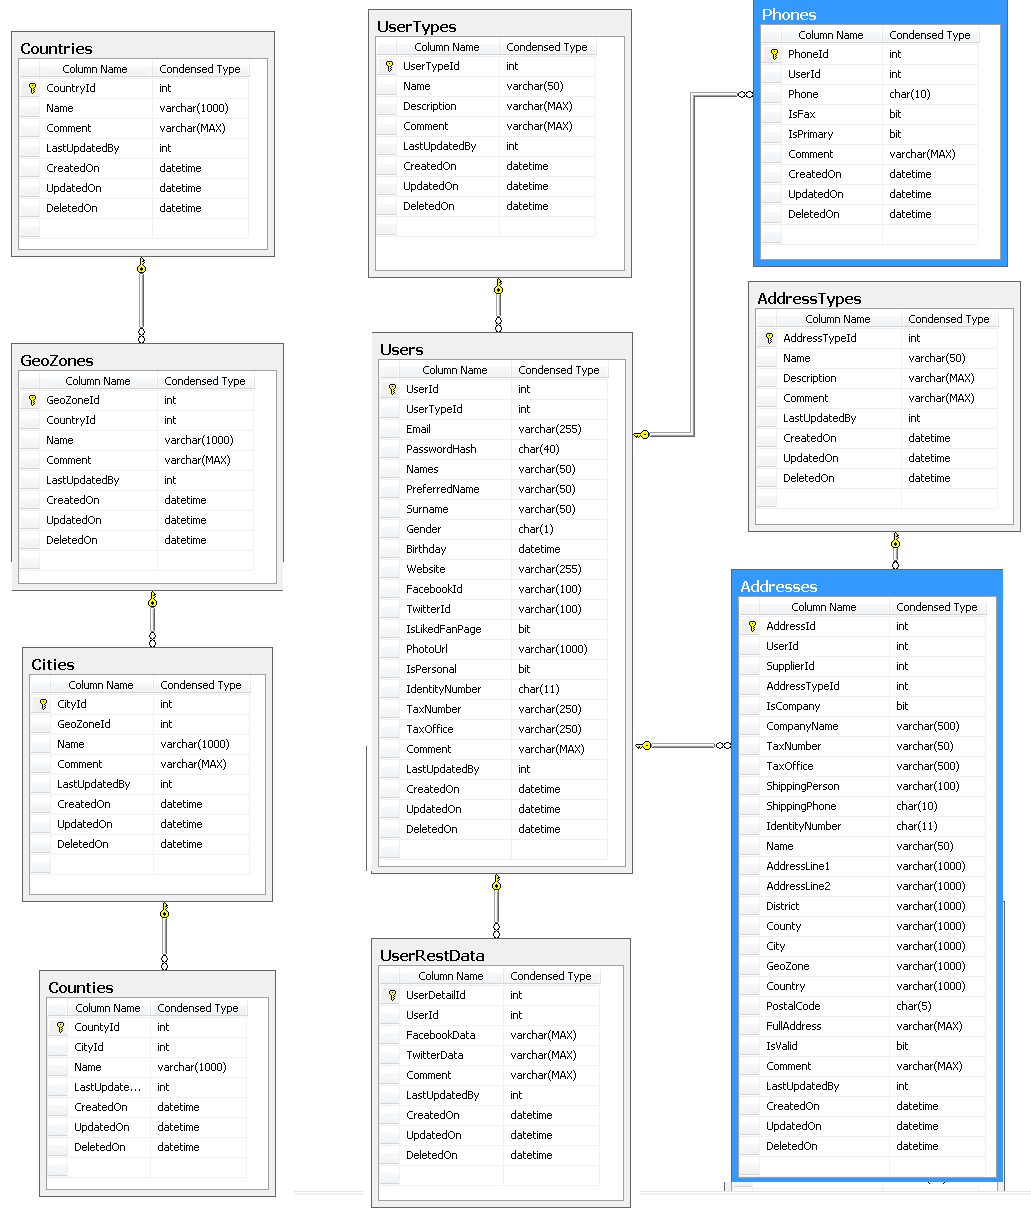 Countries
Column Name Condensed Type
CountryId int
Name varchar(1000)
Comment varchar(MAX)
LastUpdatedBy int
CreatedOn datetime
UpdatedOn datetime
DeletedOn datetime
GeoZones
Column Name Condensed Type
GeoZoneId int
CountryId int
Name varchar(1000)
Comment varchar(MAX)
LastUpdatedBy int
CreatedOn datetime
UpdatedOn datetime
DeletedOn datetime
Cities
Column Name Condensed Type
CityId int
GeoZoneId int
Name varchar(1000)
Comment varchar(MAX)
LastUpdatedBy int
CreatedOn datetime
UpdatedOn datetime
DeletedOn datetime
Counties
Column Name Condensed Type
CountyId int
CityId int
Name varchar(1000)
LastUpdate... int
CreatedOn datetime
UpdatedOn datetime
DeletedOn datetime
UserTypes
Column Name Condensed Type
UserTypeId int
Name varchar(50)
Description varchar(MAX)
Comment varchar(MAX)
LastUpdatedBy int
CreatedOn datetime
UpdatedOn datetime
DeletedOn datetime
Users
Column Name Condensed Type
UserId int
UserTypeId int
Email varchar(255)
PasswordHash char(40)
Names varchar(50)
PreferredName varchar(50)
Surname varchar(50)
Gender char(1)
Birthday datetime
Website varchar(255)
FacebookId varchar(100)
TwitterId varchar(100)
IsLikedFanPage bit
PhotoUrl varchar(1000)
IsPersonal bit
IdentityNumber char(11)
TaxNumber varchar(250)
TaxOffice varchar(250)
Comment varchar(MAX)
LastUpdatedBy int
CreatedOn datetime
UpdatedOn datetime
DeletedOn datetime
UserRestData
Column Name Condensed Type
UserDetailId int
UserId int
FacebookData varchar(MAX)
TwitterData varchar(MAX)
Comment varchar(MAX)
LastUpdatedBy int
CreatedOn datetime
UpdatedOn datetime
DeletedOn datetime
Phones
Column Name Condensed Type
PhoneId int
UserId int
Phone char(10)
IsFax bit
IsPrimary bit
Comment varchar(MAX)
CreatedOn datetime
UpdatedOn datetime
DeletedOn datetime
AddressTypes
Column Name Condensed Type
AddressTypeId int
Name varchar(50)
Description varchar(MAX)
Comment varchar(MAX)
LastUpdatedBy int
CreatedOn datetime
UpdatedOn datetime
DeletedOn datetime
Addresses
Column Name Condensed Type
AddressId int
UserId int
SupplierId int
AddressTypeId int
IsCompany bit
CompanyName varchar(500)
TaxNumber varchar(50)
TaxOffice varchar(500)
ShippingPerson varchar(100)
ShippingPhone char(10)
IdentityNumber char(11)
Name varchar(50)
AddressLine1 varchar(1000)
AddressLine2 varchar(1000)
District varchar(1000)
County varchar(1000)
City varchar(1000)
GeoZone varchar(1000)
Country varchar(1000)
PostalCode char(5)
FullAddress varchar(MAX)
IsValid bit
Comment varchar(MAX)
LastUpdatedBy int
CreatedOn datetime
UpdatedOn datetime
DeletedOn datetime